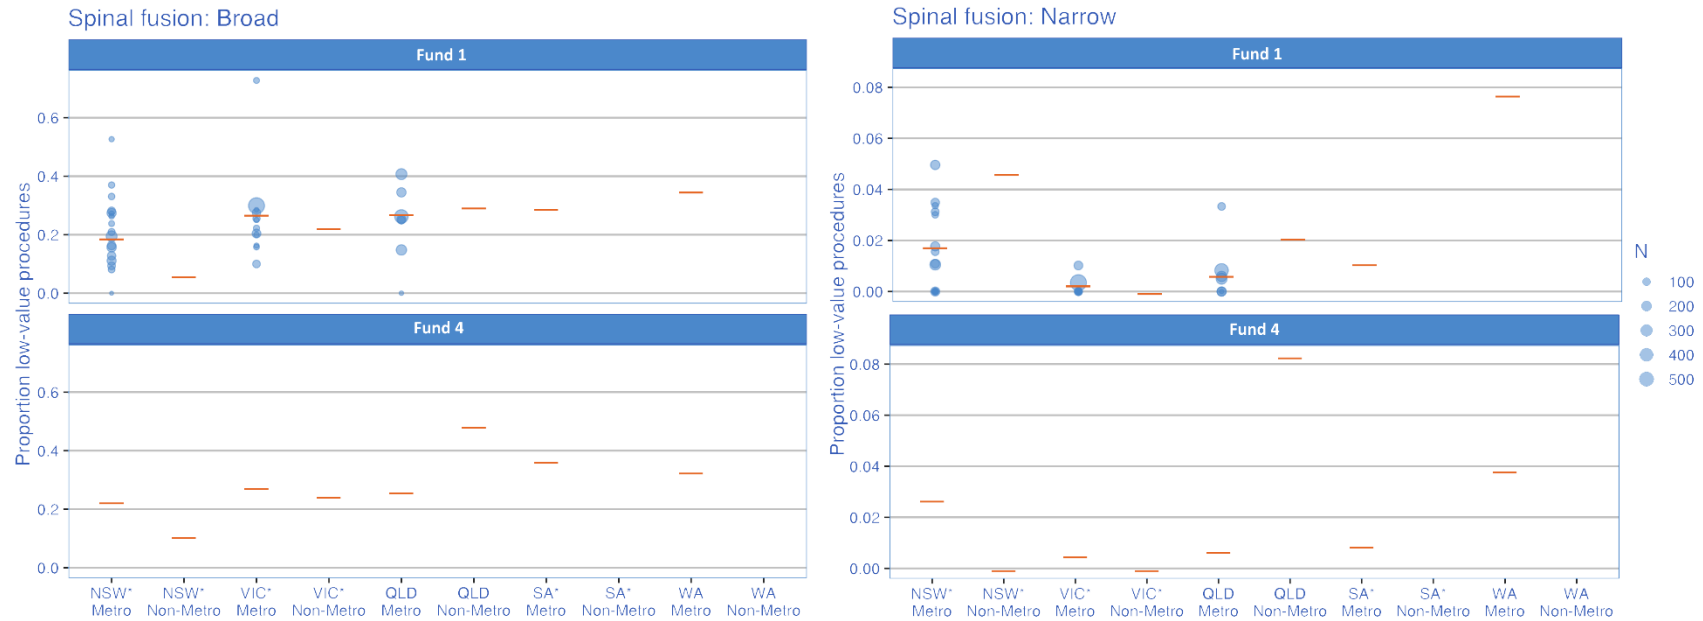 Spinal fusion: Broad
Fund 1
Proportion low-value procedures
0.6
0.4
0.2
0.0
Fund 4
0.6
0.4
0.2
0.0
NSW* Metro
NSW* Non-Metro
VIC* Metro
VIC* Non-Metro
QLD Metro
QLD Non-Metro
SA* Metro
SA* Non-Metro
WA Metro
WA Non-Metro
Spinal fusion: Narrow
Fund 1
Proportion low-value procedures
0.08
0.06
0.04
0.02
0.00
Fund 4
0.08
0.06
0.04
0.02
0.00
NSW* Metro
NSW* Non-Metro
VIC* Metro
VIC* Non-Metro
QLD Metro
QLD Non-Metro
SA* Metro
SA* Non-Metro
WA Metro
WA Non-Metro
N
100
200
300
400
500